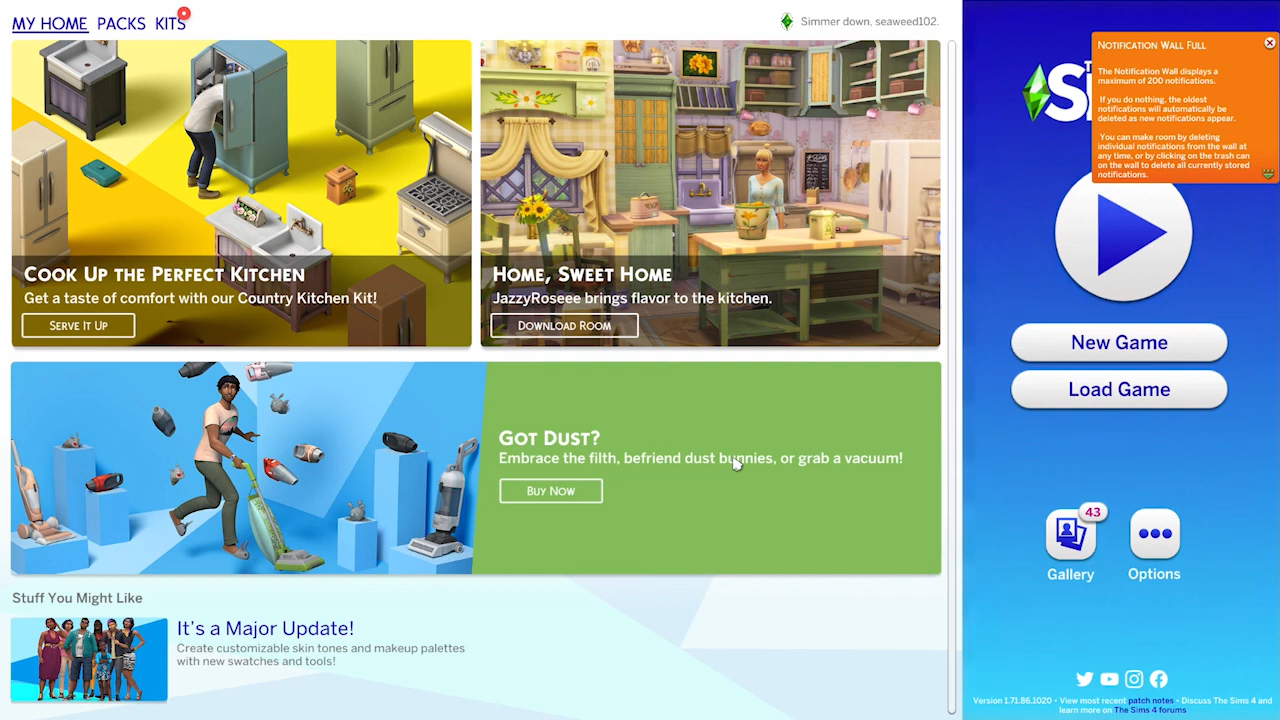 MY HOME PACKS KITS
Simmer down, seaweed102.
Cook Up the Perfect Kitchen
Get a taste of comfort with our Country Kitchen Kit!
Serve It Up
Home, Sweet Home
JazzyRoseee brings flavor to the kitchen.
Download Room
Got Dust?
Embrace the filth, befriend dust bunnies, or grab a vacuum!
Buy Now
Stuff You Might Like
It's a Major Update!
Create customizable skin tones and makeup palettes
with new swatches and tools!
Notification Wall Full
The Notification Wall displays a
maximum of 200 notifications.
If you do nothing, the oldest
notifications will automatically be
deleted as new notifications appear.
You can make room by deleting
individual notifications from the wall at
any time, or by clicking on the trash can
on the wall to delete all currently stored
notifications.
New Game
Load Game
43
Gallery
Options
Version 1.71.86.1020 • View most recent patch notes • Discuss The Sims 4 and
learn more on The Sims 4 forums